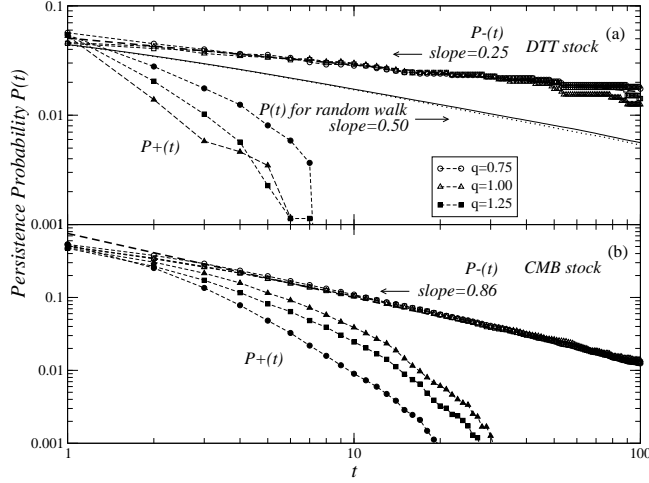 0.1
P-(t)
(a)
slope=0.25
DTT stock
0.01
P(t) for random walk
slope=0.50
P+(t)
q=0.75
q=1.00
q=1.25
0.001
Persistence Probability P(t)
(b)
P-(t)
CMB stock
slope=0.86
0.1
P+(t)
0.01
0.001
1
10
100
t